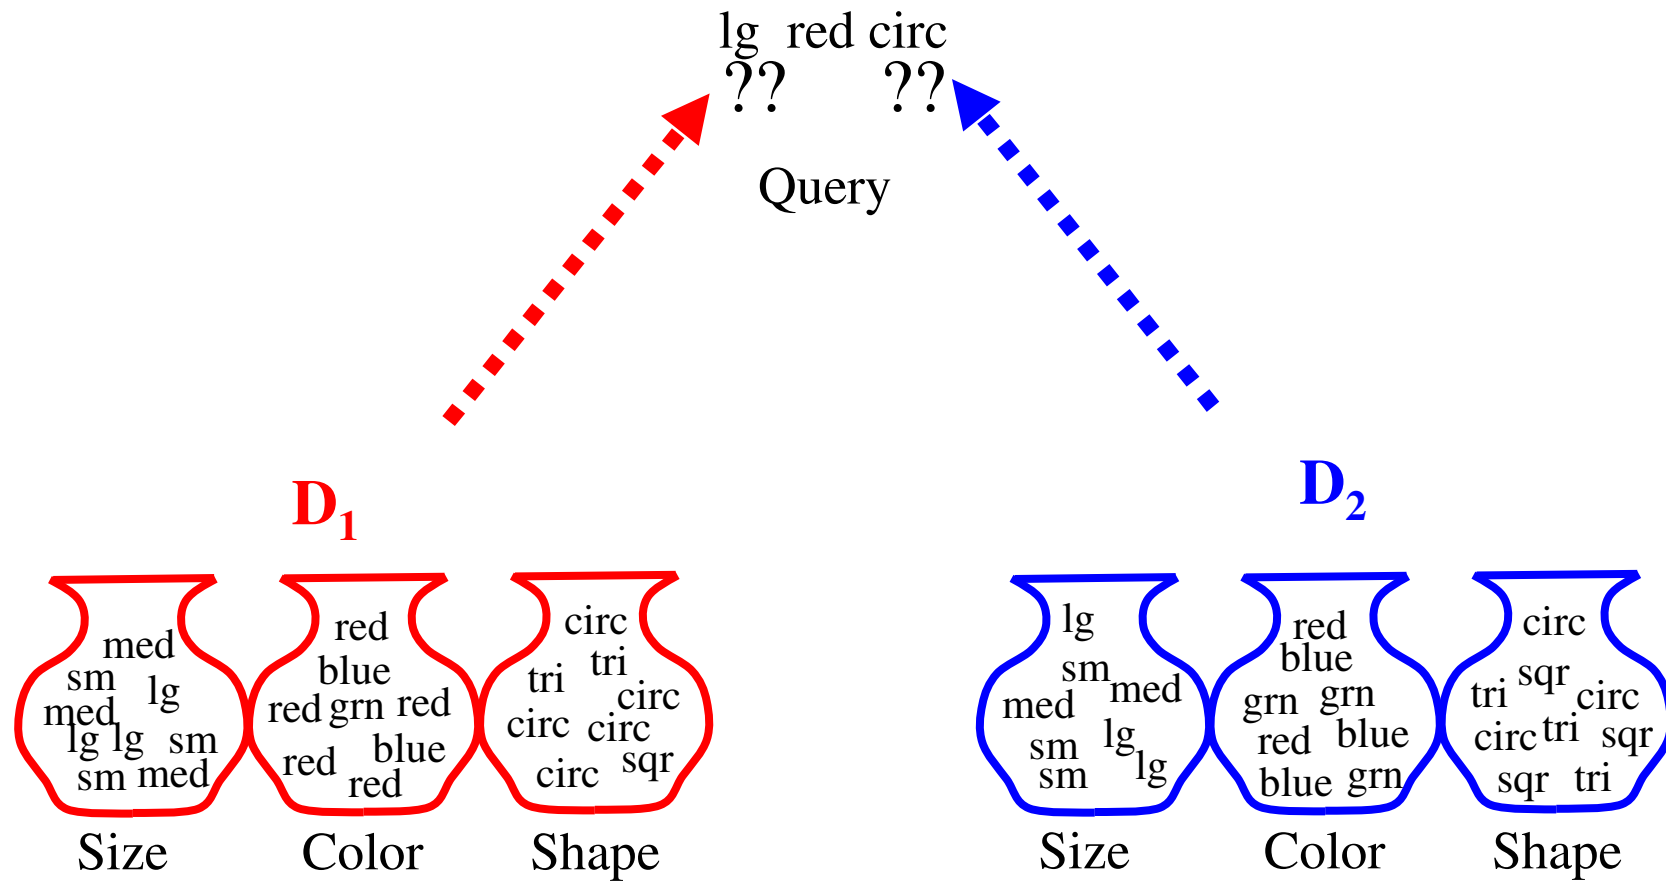 lg red circ
?? ??
Query
D1
D2
med
sm
lg
med
lg lg sm
sm med
red
blue
red grn red
red
blue
red
circ
tri
tri
circ
circ
circ
sqr
circ
lg
sm
med
med
sm
lg
sm
lg
red
blue
grn
grn
red
blue
blue
grn
circ
sqr
tri
circ
circ
tri
sqr
sqr
tri
Size
Color
Shape
Size
Color
Shape